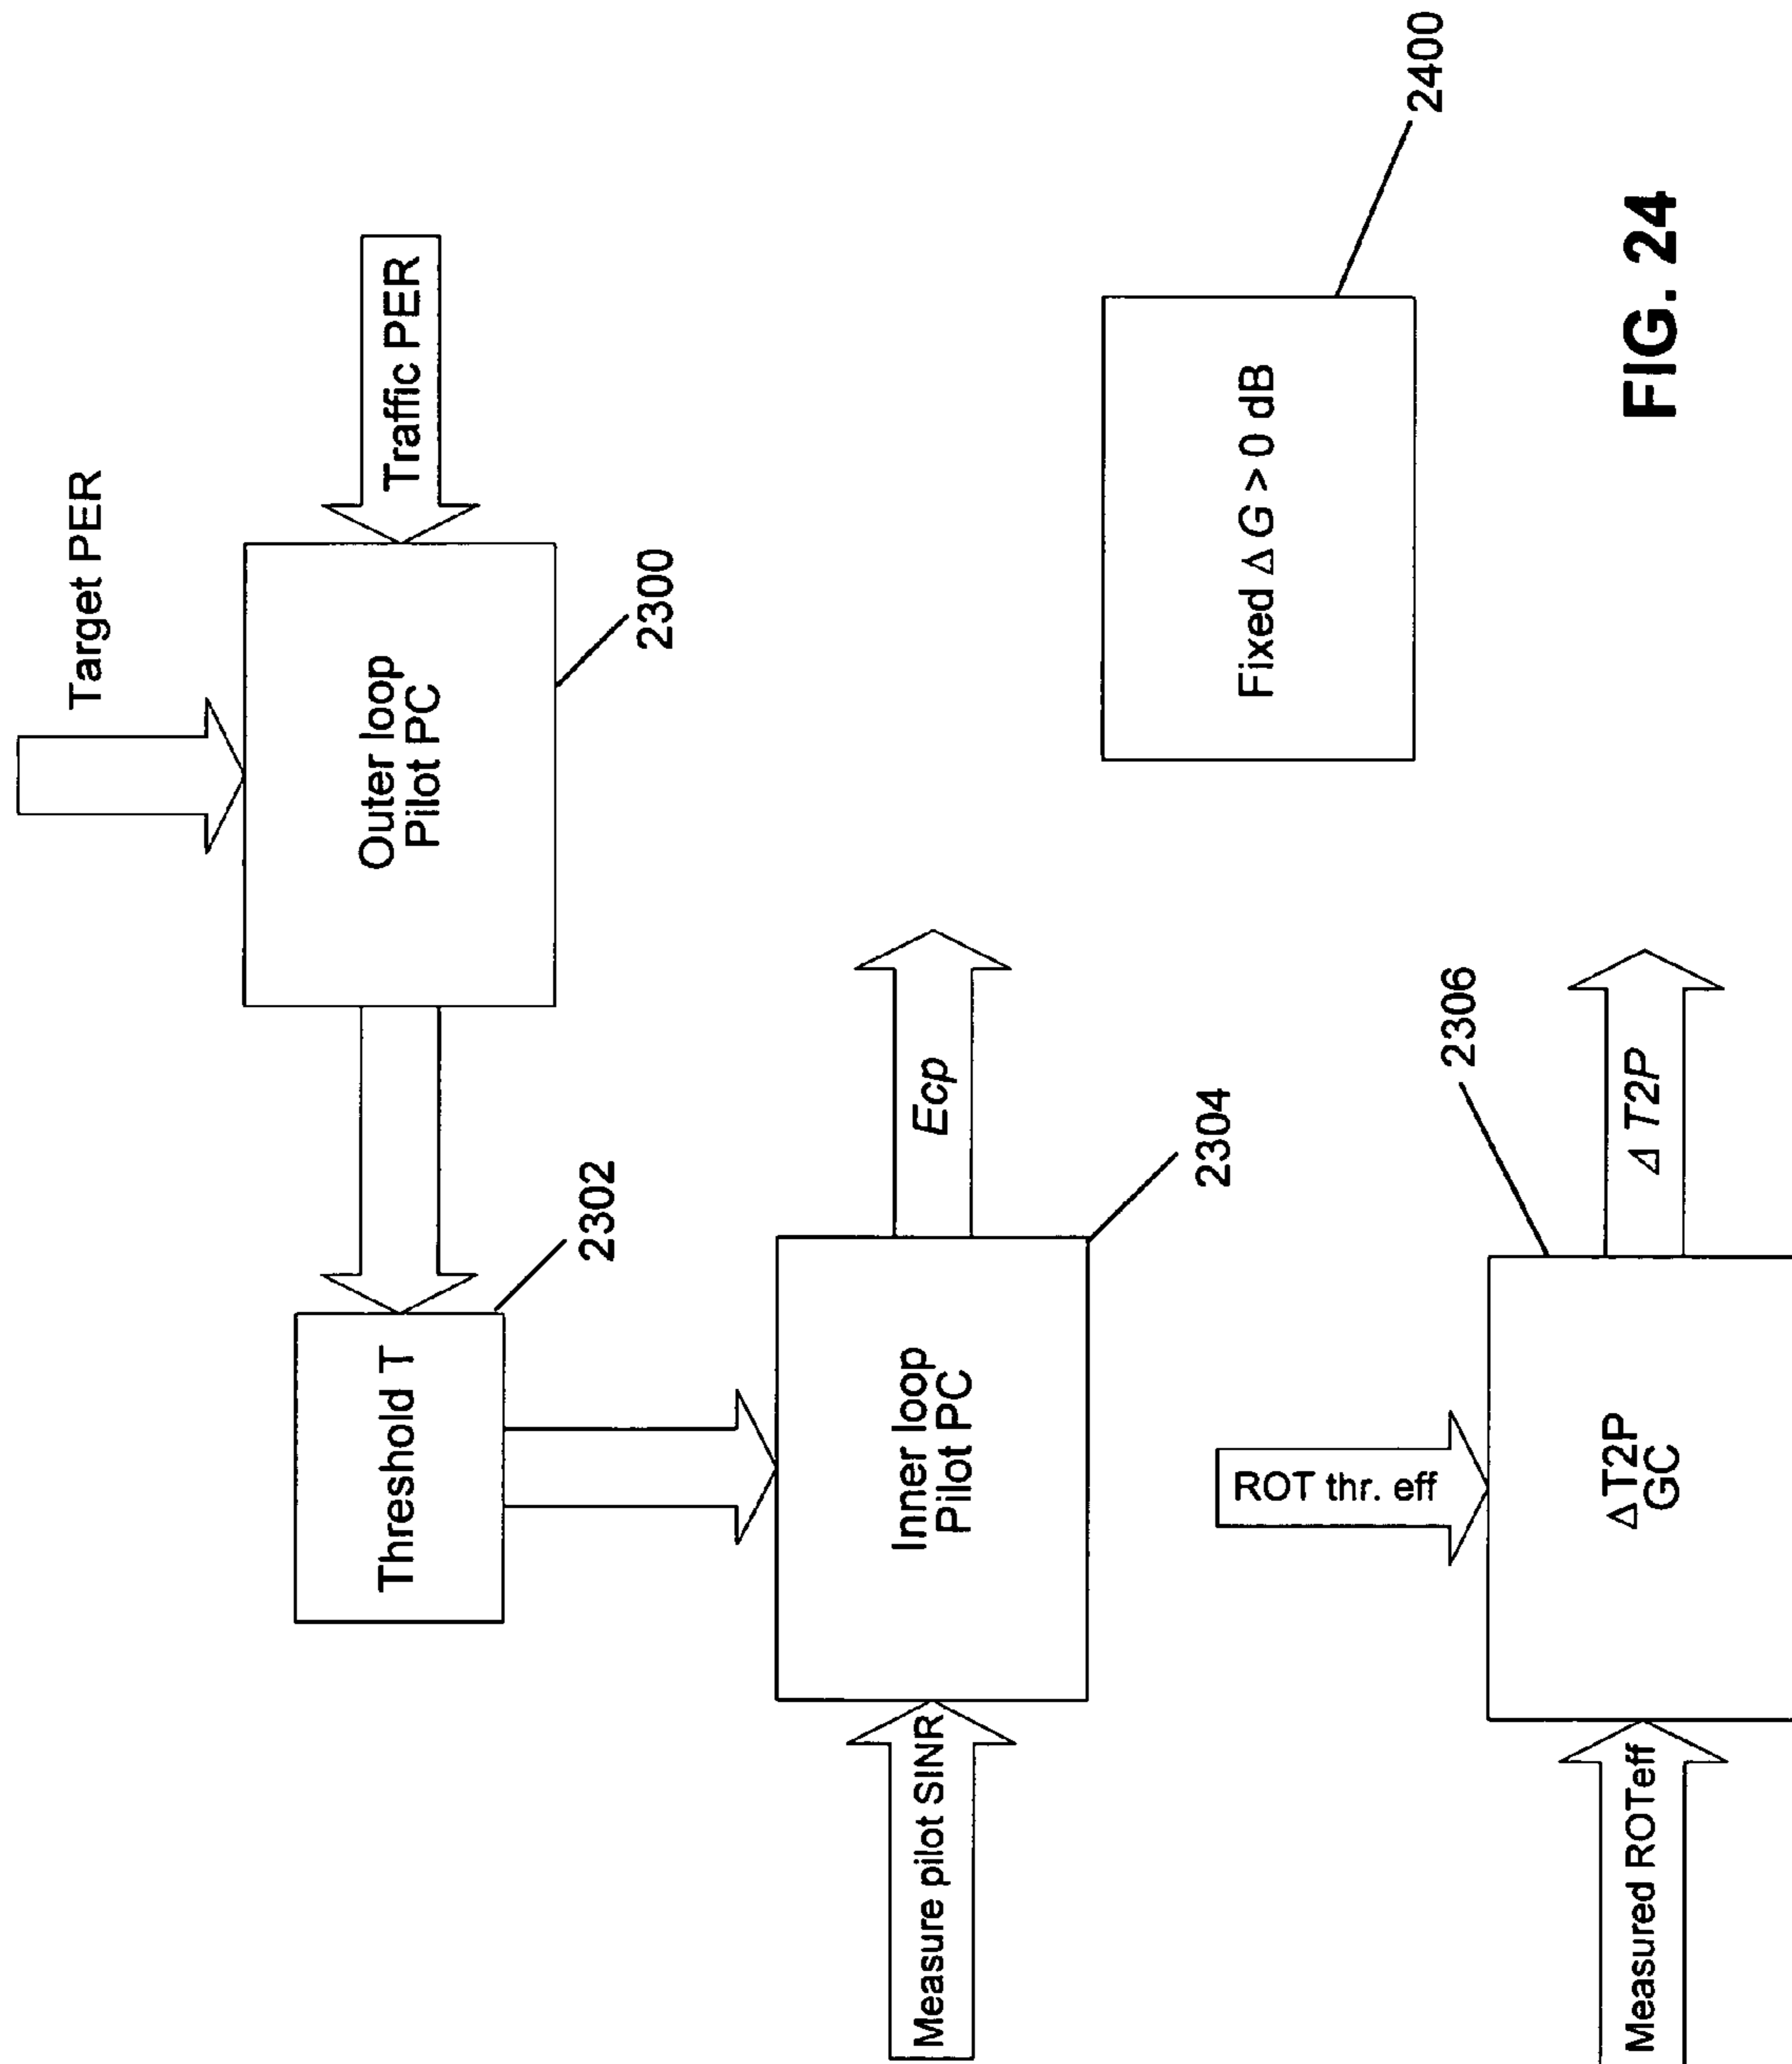 Target PER
Traffic PER
Outer loop
Pilot PC
2300
Threshold T
2302
Measure pilot SINR
Inner loop
Pilot PC
2304
Ecp
Fixed Δ G > 0 dB
2400
ROT thr. eff
Measured ROTeff
ΔT2P
GC
2306
Δ T2P
FIG. 24